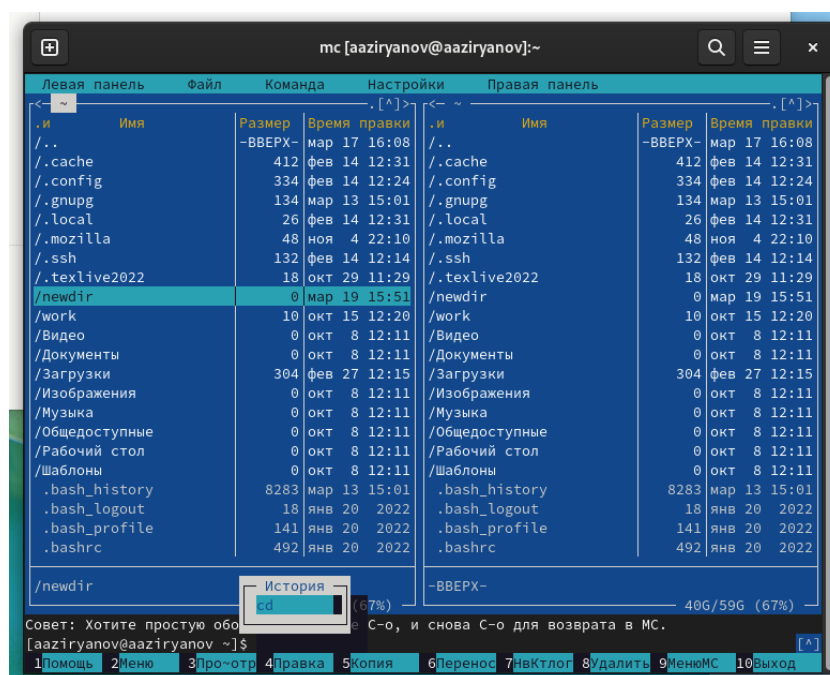 mc [aaziryanov@aaziryanov]:~
Левая панель Файл Команда Настройки Правая панель
<— ~ .[^]> <— ~ .[^]>
.и Имя Размер Время правки .и Имя Размер Время правки
/.. -ВВЕРХ- мар 17 16:08 /.. -ВВЕРХ- мар 17 16:08
/.cache 412 фев 14 12:31 /.cache 412 фев 14 12:31
/.config 334 фев 14 12:24 /.config 334 фев 14 12:24
/.gnupg 134 мар 13 15:01 /.gnupg 134 мар 13 15:01
/.local 26 фев 14 12:31 /.local 26 фев 14 12:31
/.mozilla 48 ноя 4 22:10 /.mozilla 48 ноя 4 22:10
/.ssh 132 фев 14 12:14 /.ssh 132 фев 14 12:14
/.texlive2022 18 окт 29 11:29 /.texlive2022 18 окт 29 11:29
/newdir 0 мар 19 15:51 /newdir 0 мар 19 15:51
/work 10 окт 15 12:20 /work 10 окт 15 12:20
/Видео 0 окт 8 12:11 /Видео 0 окт 8 12:11
/Документы 0 окт 8 12:11 /Документы 0 окт 8 12:11
/Загрузки 304 фев 27 12:15 /Загрузки 304 фев 27 12:15
/Изображения 0 окт 8 12:11 /Изображения 0 окт 8 12:11
/Музыка 0 окт 8 12:11 /Музыка 0 окт 8 12:11
/Общедоступные 0 окт 8 12:11 /Общедоступные 0 окт 8 12:11
/Рабочий стол 0 окт 8 12:11 /Рабочий стол 0 окт 8 12:11
/Шаблоны 0 окт 8 12:11 /Шаблоны 0 окт 8 12:11
.bash_history 8283 мар 13 15:01 .bash_history 8283 мар 13 15:01
.bash_logout 18 янв 20 2022 .bash_logout 18 янв 20 2022
.bash_profile 141 янв 20 2022 .bash_profile 141 янв 20 2022
.bashrc 492 янв 20 2022 .bashrc 492 янв 20 2022
/newdir История -ВВЕРХ-
cd (67%) 40G/59G (67%)
Совет: Хотите простую обо е C-o, и снова C-o для возврата в MC.
[aaziryanov@aaziryanov ~]$ [^]
1Помощь 2Меню 3Про~отр 4Правка 5Копия 6Перенос 7НвКтлог 8Удалить 9МенюMC 10Выход